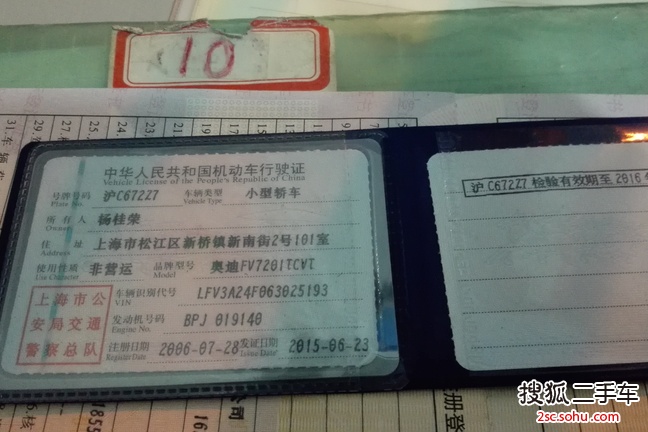 10
中华人民共和国机动车行驶证
Vehicle License of the People's Republic of China
号牌号码 沪C672Z7 车辆类型 小型轿车
Plate No. Vehicle Type
所有人 杨桂荣
Owner
住址 上海市松江区新桥镇新南街2号101室
Address
使用性质 非营运 品牌型号 奥迪FV7201TCVT
Use Character Model
上海市公
安局交通
警察总队
车辆识别代号 LFV3A24F063025193
VIN
发动机号码 BPJ 019140
Engine No.
注册日期 2006-07-28 发证日期 2015-06-23
Register Date Issue Date
沪C672Z7 检验有效期至 2016
31.
29.
27.
25.
23.
搜狐二手车
2sc.sohu.com